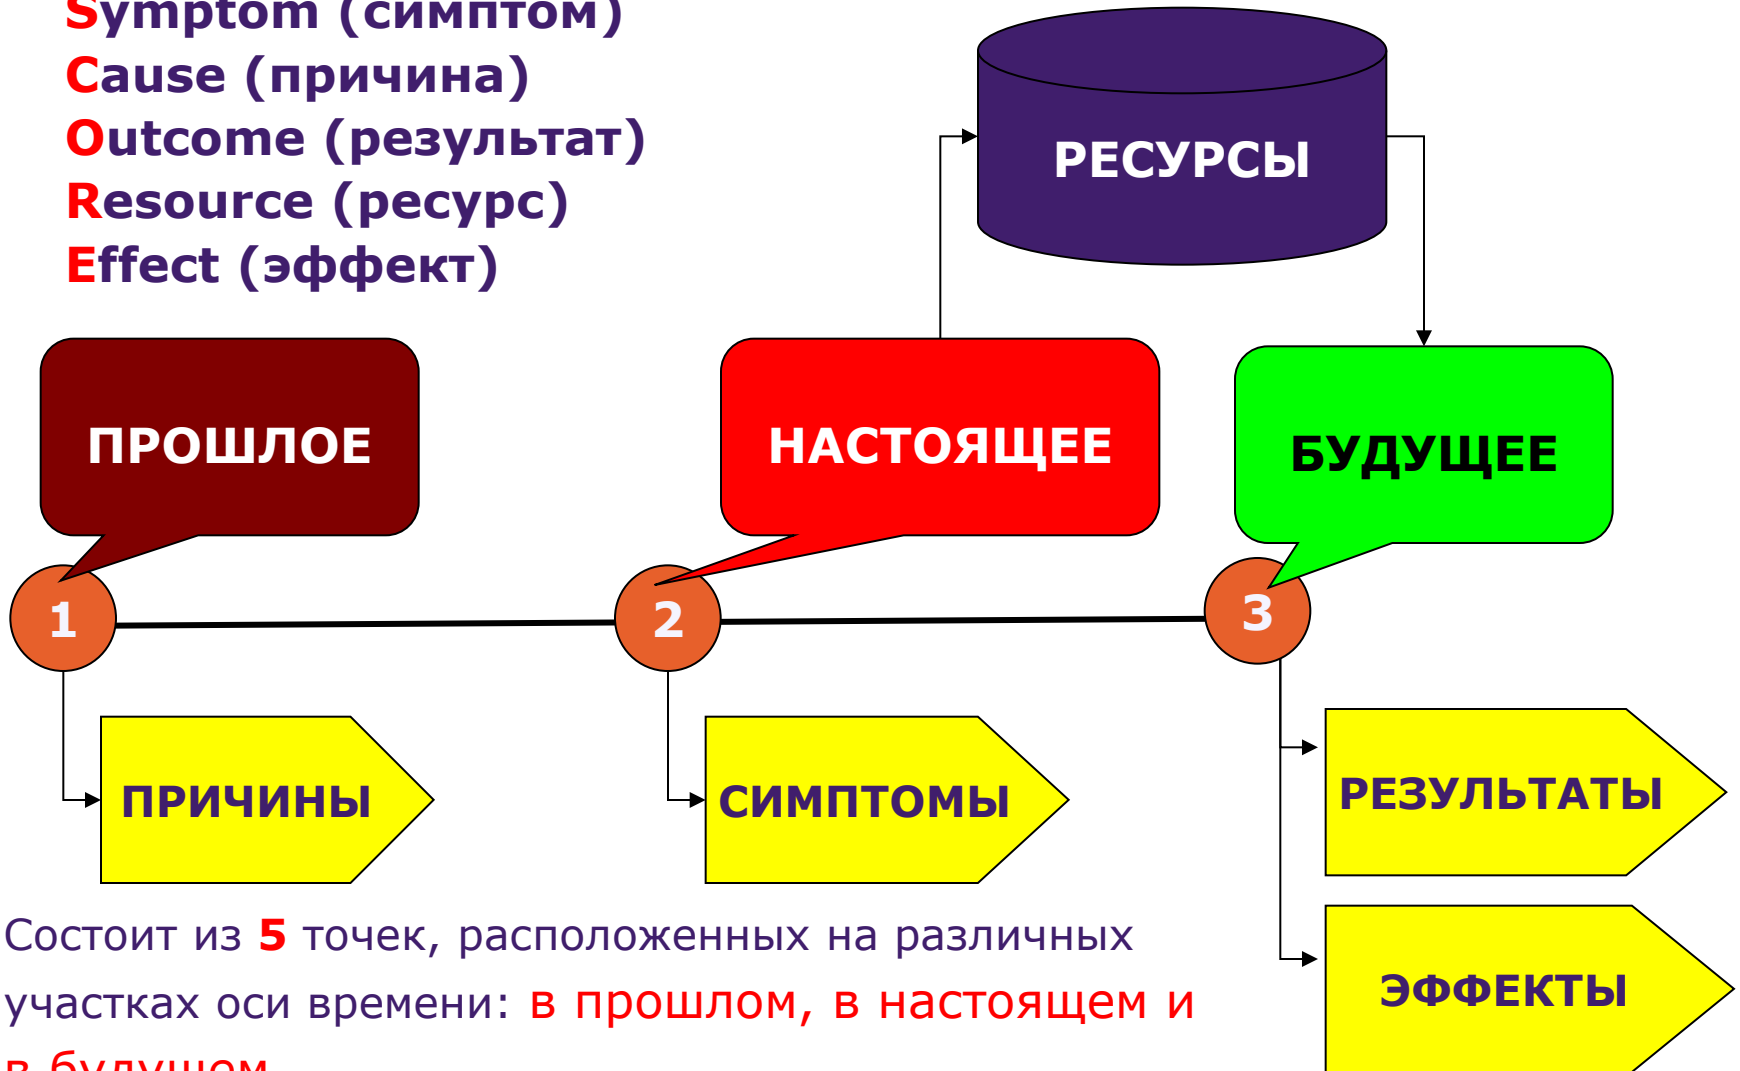 Symptom (симптом)
Cause (причина)
Outcome (результат)
Resource (ресурс)
Effect (эффект)
РЕСУРСЫ
ПРОШЛОЕ
НАСТОЯЩЕЕ
БУДУЩЕЕ
1
2
3
ПРИЧИНЫ
СИМПТОМЫ
РЕЗУЛЬТАТЫ
ЭФФЕКТЫ
Состоит из 5 точек, расположенных на различных
участках оси времени: в прошлом, в настоящем и
в будущем